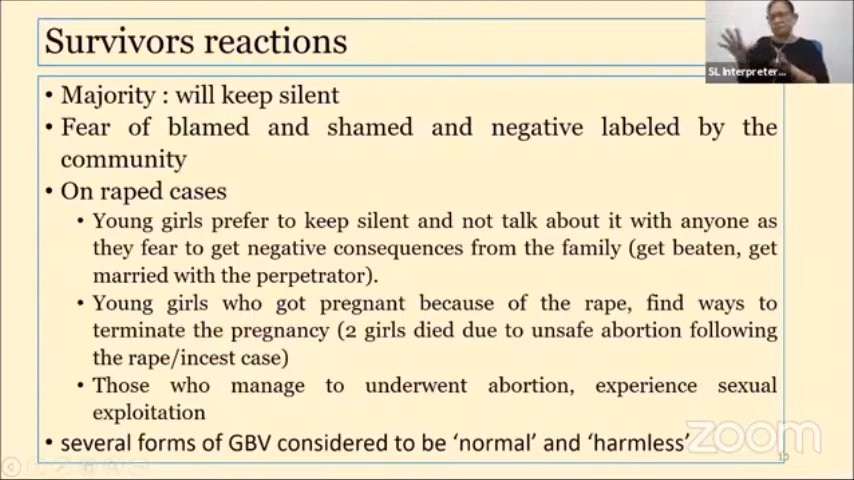 Survivors reactions
SL Interpreter...
• Majority : will keep silent
• Fear of blamed and shamed and negative labeled by the
community
• On raped cases
• Young girls prefer to keep silent and not talk about it with anyone as
they fear to get negative consequences from the family (get beaten, get
married with the perpetrator).
• Young girls who got pregnant because of the rape, find ways to
terminate the pregnancy (2 girls died due to unsafe abortion following
the rape/incest case)
• Those who manage to underwent abortion, experience sexual
exploitation
• several forms of GBV considered to be ‘normal’ and ‘harmless’
zoom